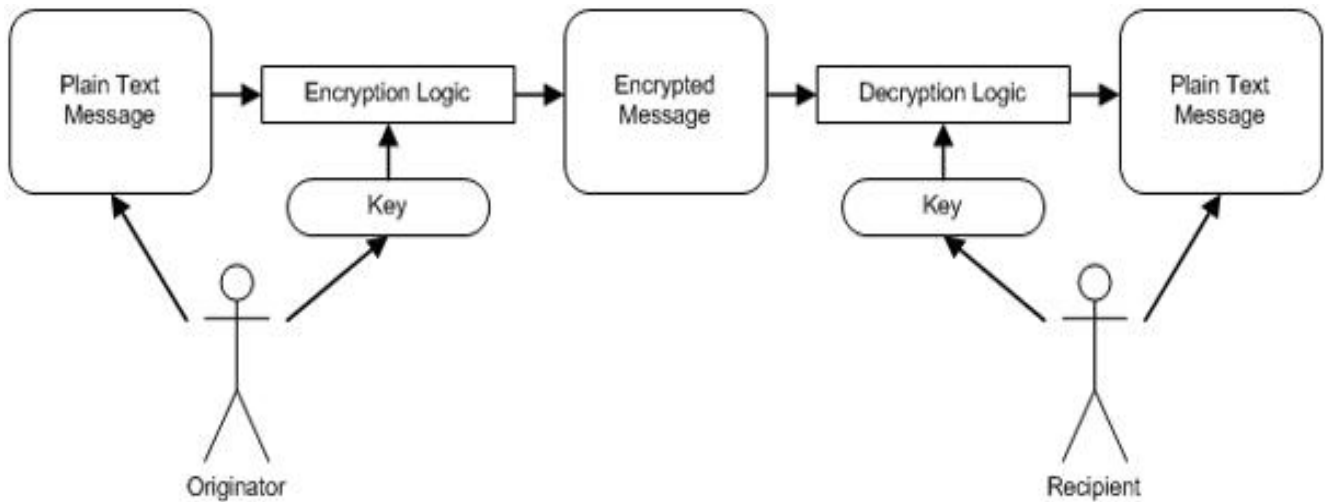 Plain Text
Message
Encryption Logic
Encrypted
Message
Decryption Logic
Plain Text
Message
Key
Key
Originator
Recipient